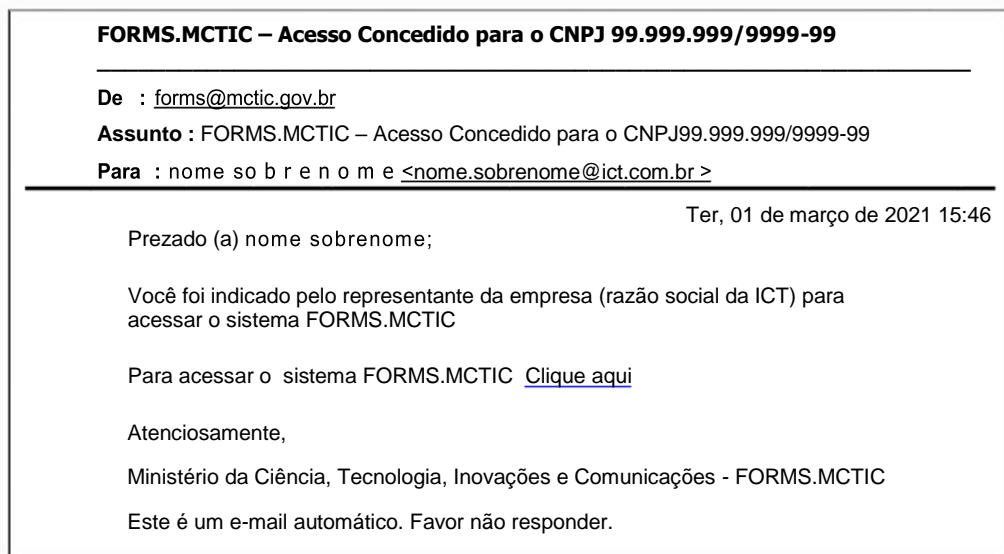 FORMS.MCTIC – Acesso Concedido para o CNPJ 99.999.999/9999-99
De : forms@mctic.gov.br
Assunto : FORMS.MCTIC – Acesso Concedido para o CNPJ99.999.999/9999-99
Para : nome sobrenome <nome.sobrenome@ict.com.br >
Ter, 01 de março de 2021 15:46
Prezado (a) nome sobrenome;
Você foi indicado pelo representante da empresa (razão social da ICT) para
acessar o sistema FORMS.MCTIC
Para acessar o sistema FORMS.MCTIC Clique aqui
Atenciosamente,
Ministério da Ciência, Tecnologia, Inovações e Comunicações - FORMS.MCTIC
Este é um e-mail automático. Favor não responder.